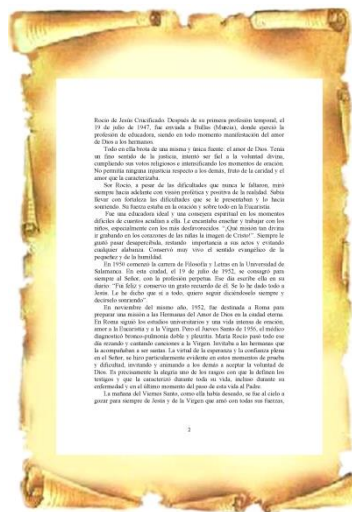 Rocío de Jesús Crucificado. Después de su primera profesión temporal, el
19 de julio de 1947, fue enviada a Bullas (Murcia), donde ejerció la
profesión de educadora, siendo en todo momento manifestación del amor
de Dios a los hermanos.
Todo en ella brota de una misma y única fuente: el amor de Dios. Tenía
un fino sentido de la justicia, intentó ser fiel a la voluntad divina,
cumpliendo sus votos religiosos e intensificando los momentos de oración.
No permitía ninguna injusticia respecto a los demás, fruto de la caridad y el
amor que la caracterizaba.
Sor Rocío, a pesar de las dificultades que nunca le faltaron, miró
siempre hacia adelante con visión profética y positiva de la realidad. Sabía
llevar con fortaleza las dificultades que se le presentaban y lo hacía
sonriendo. Su fuerza estaba en la oración y sobre todo en la Eucaristía.
Fue una educadora ideal y una consejera espiritual en los momentos
difíciles de cuantos acudían a ella. Le encantaba enseñar y trabajar con los
niños, especialmente con los más desfavorecidos. "¡Qué misión tan divina
ir grabando en los corazones de las niñas la imagen de Cristo!". Siempre le
gustó pasar desapercibida, restando importancia a sus actos y evitando
cualquier alabanza. Conservó muy vivo el sentido evangélico de la
pequeñez y de la humildad.
En 1950 comenzó la carrera de Filosofía y Letras en la Universidad de
Salamanca. En esta ciudad, el 19 de julio de 1952, se consagró para
siempre al Señor, con la profesión perpetua. Ese día escribe ella en su
diario: "Fui feliz y conservo un grato recuerdo de él. Se lo he dado todo a
Jesús. Le he dicho que sí a todo, quiero seguir diciéndoselo siempre y
decírselo sonriendo".
En noviembre del mismo año, 1952, fue destinada a Roma para
preparar una misión a las Hermanas del Amor de Dios en la ciudad eterna.
En Roma siguió los estudios universitarios y una vida intensa de oración,
amor a la Eucaristía y a la Virgen. Pero el Jueves Santo de 1956, el médico
diagnosticó bronco-pulmonía doble y pleuritis. María Rocío pasó todo ese
día rezando y cantando canciones a la Virgen. Invitaba a las hermanas que
la acompañaban a ser santas. La virtud de la esperanza y la confianza plena
en el Señor, se hizo particularmente evidente en estos momentos de prueba
y dificultad, invitando y animando a los demás a aceptar la voluntad de
Dios. Es precisamente la alegría uno de los rasgos con que la definen los
testigos y que la caracterizó durante toda su vida, incluso durante su
enfermedad y en el último momento del paso de esta vida al Padre.
La mañana del Viernes Santo, como ella había deseado, se fue al cielo a
gozar para siempre de Jesús y de la Virgen que amó con todas sus fuerzas,
2